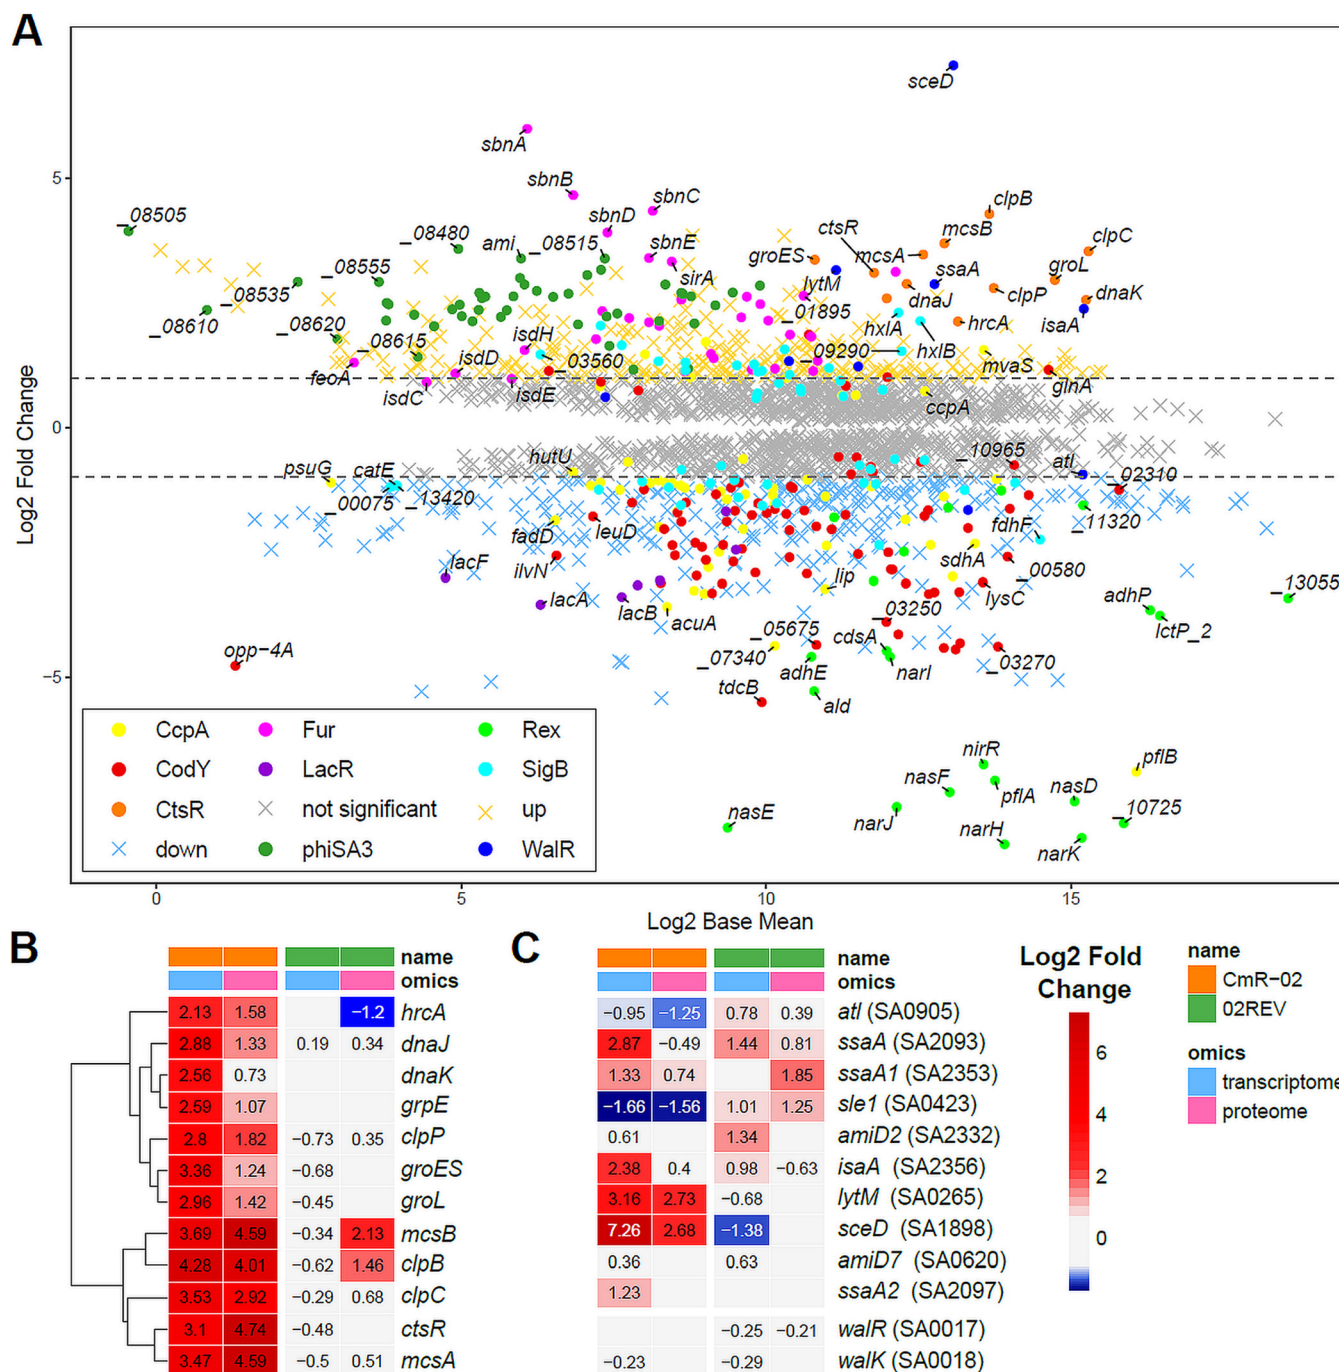 A
sceD
sbnA
5
sbnB
sbnC
clpB
_08505
_08480
ami
_08515
sbnD
sbnE
ctsR
mcsB
mcsA
clpC
groES
groL
_08555
sirA
lytM
ssaA
_08535
dnaJ
clpP
dnaK
_01895
_08610
_08620
isdH
hxlA
hrcA
isaA
_08615
isdD
_03560
_09290
hxlB
mvaS
feoA
isdC
isdE
ccpA
glnA
0
Log2 Fold Change
psuG
catE
hutU
_10965
atl
_02310
_00075
_13420
_11320
fadD
leuD
fdhF
lacF
ilvN
sdhA
_00580
lip
lysC
adhP
_13055
lacA
lacB
acuA
_03250
lctP_2
opp-4A
_05675
cdsA
_07340
adhE
narI
_03270
−5
tdcB
ald
CcpA Fur Rex
CodY LacR SigB
CtsR not significant up
down phiSA3 WalR
nirR
pflB
nasF
pflA
nasD
nasE
narJ
_10725
narH
narK
0 5 10 15
Log2 Base Mean
B
name
omics
2.13 1.58 −1.2 hrcA
2.88 1.33 0.19 0.34 dnaJ
2.56 0.73 dnaK
2.59 1.07 grpE
2.8 1.82 −0.73 0.35 clpP
3.36 1.24 −0.68 groES
2.96 1.42 −0.45 groL
3.69 4.59 −0.34 2.13 mcsB
4.28 4.01 −0.62 1.46 clpB
3.53 2.92 −0.29 0.68 clpC
3.1 4.74 −0.48 ctsR
3.47 4.59 −0.5 0.51 mcsA
C
name
omics
−0.95 −1.25 0.78 0.39 atl (SA0905)
2.87 −0.49 1.44 0.81 ssaA (SA2093)
1.33 0.74 1.85 ssaA1 (SA2353)
−1.66 −1.56 1.01 1.25 sle1 (SA0423)
0.61 1.34 amiD2 (SA2332)
2.38 0.4 0.98 −0.63 isaA (SA2356)
3.16 2.73 −0.68 lytM (SA0265)
7.26 2.68 −1.38 sceD (SA1898)
0.36 0.63 amiD7 (SA0620)
1.23 ssaA2 (SA2097)
−0.25 −0.21 walR (SA0017)
−0.23 −0.29 walK (SA0018)
Log2 Fold
Change
6
4
2
0
name
CmR−02
02REV
omics
transcriptome
proteome